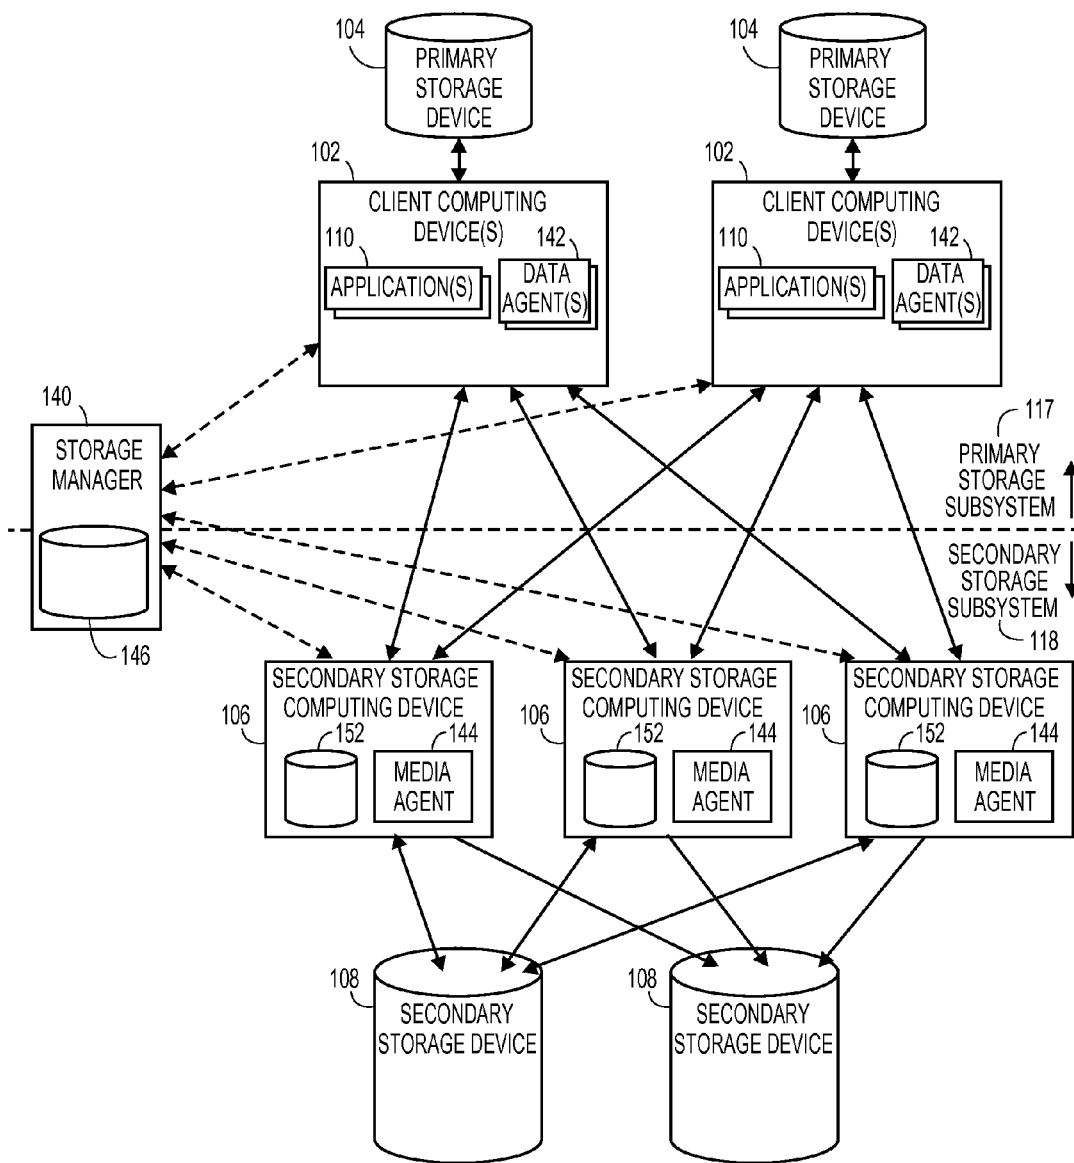 104
PRIMARY
STORAGE
DEVICE
104
PRIMARY
STORAGE
DEVICE
102
CLIENT COMPUTING
DEVICE(S)
110
142
APPLICATION(S)
DATA
AGENT(S)
102
CLIENT COMPUTING
DEVICE(S)
110
142
APPLICATION(S)
DATA
AGENT(S)
140
STORAGE
MANAGER
146
117
PRIMARY
STORAGE
SUBSYSTEM
SECONDARY
STORAGE
SUBSYSTEM
118
SECONDARY STORAGE
COMPUTING DEVICE
106
152
144
MEDIA
AGENT
SECONDARY STORAGE
COMPUTING DEVICE
106
152
144
MEDIA
AGENT
SECONDARY STORAGE
COMPUTING DEVICE
106
152
144
MEDIA
AGENT
108
SECONDARY
STORAGE DEVICE
108
SECONDARY
STORAGE DEVICE